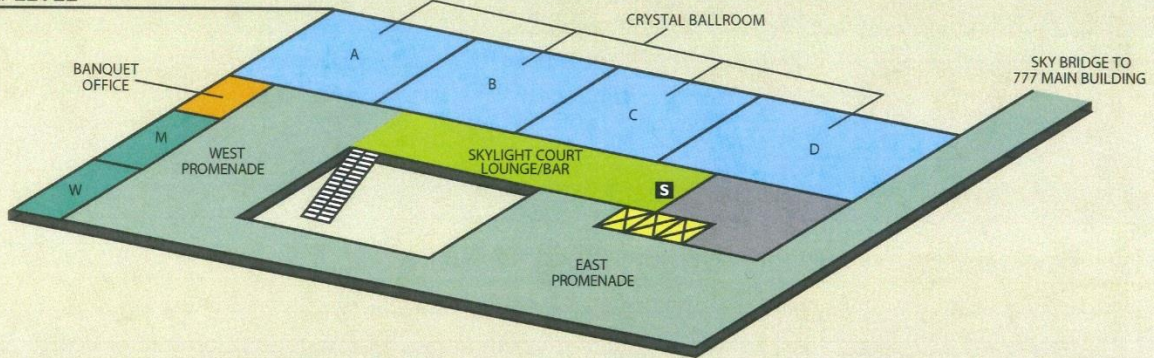 CRYSTAL BALLROOM
SKY BRIDGE TO
777 MAIN BUILDING
BANQUET
OFFICE
A
B
C
D
M
W
WEST
PROMENADE
SKYLIGHT COURT
LOUNGE/BAR
S
EAST
PROMENADE